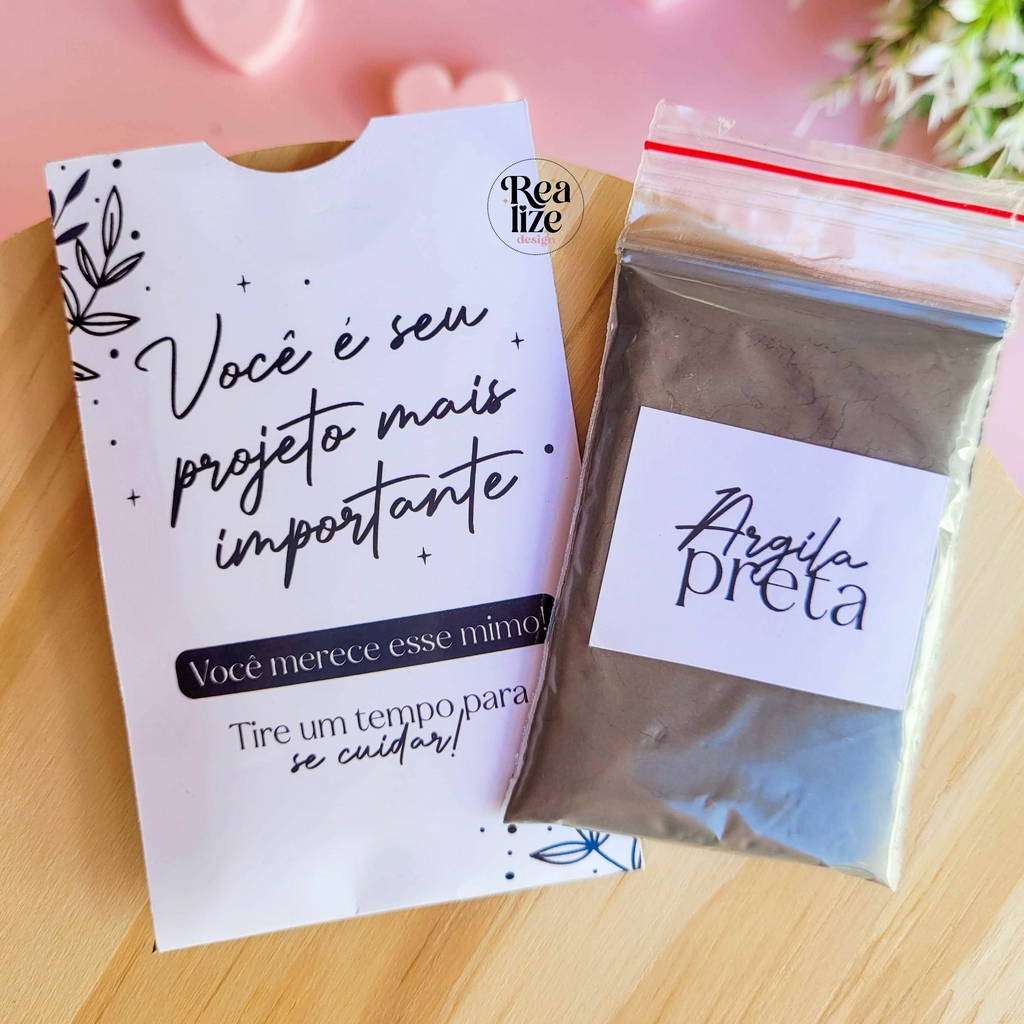 Rea
lize
design
Você é seu
projeto mais
importante
Você merece esse mimo!
Tire um tempo para
se cuidar!
Argila
preta